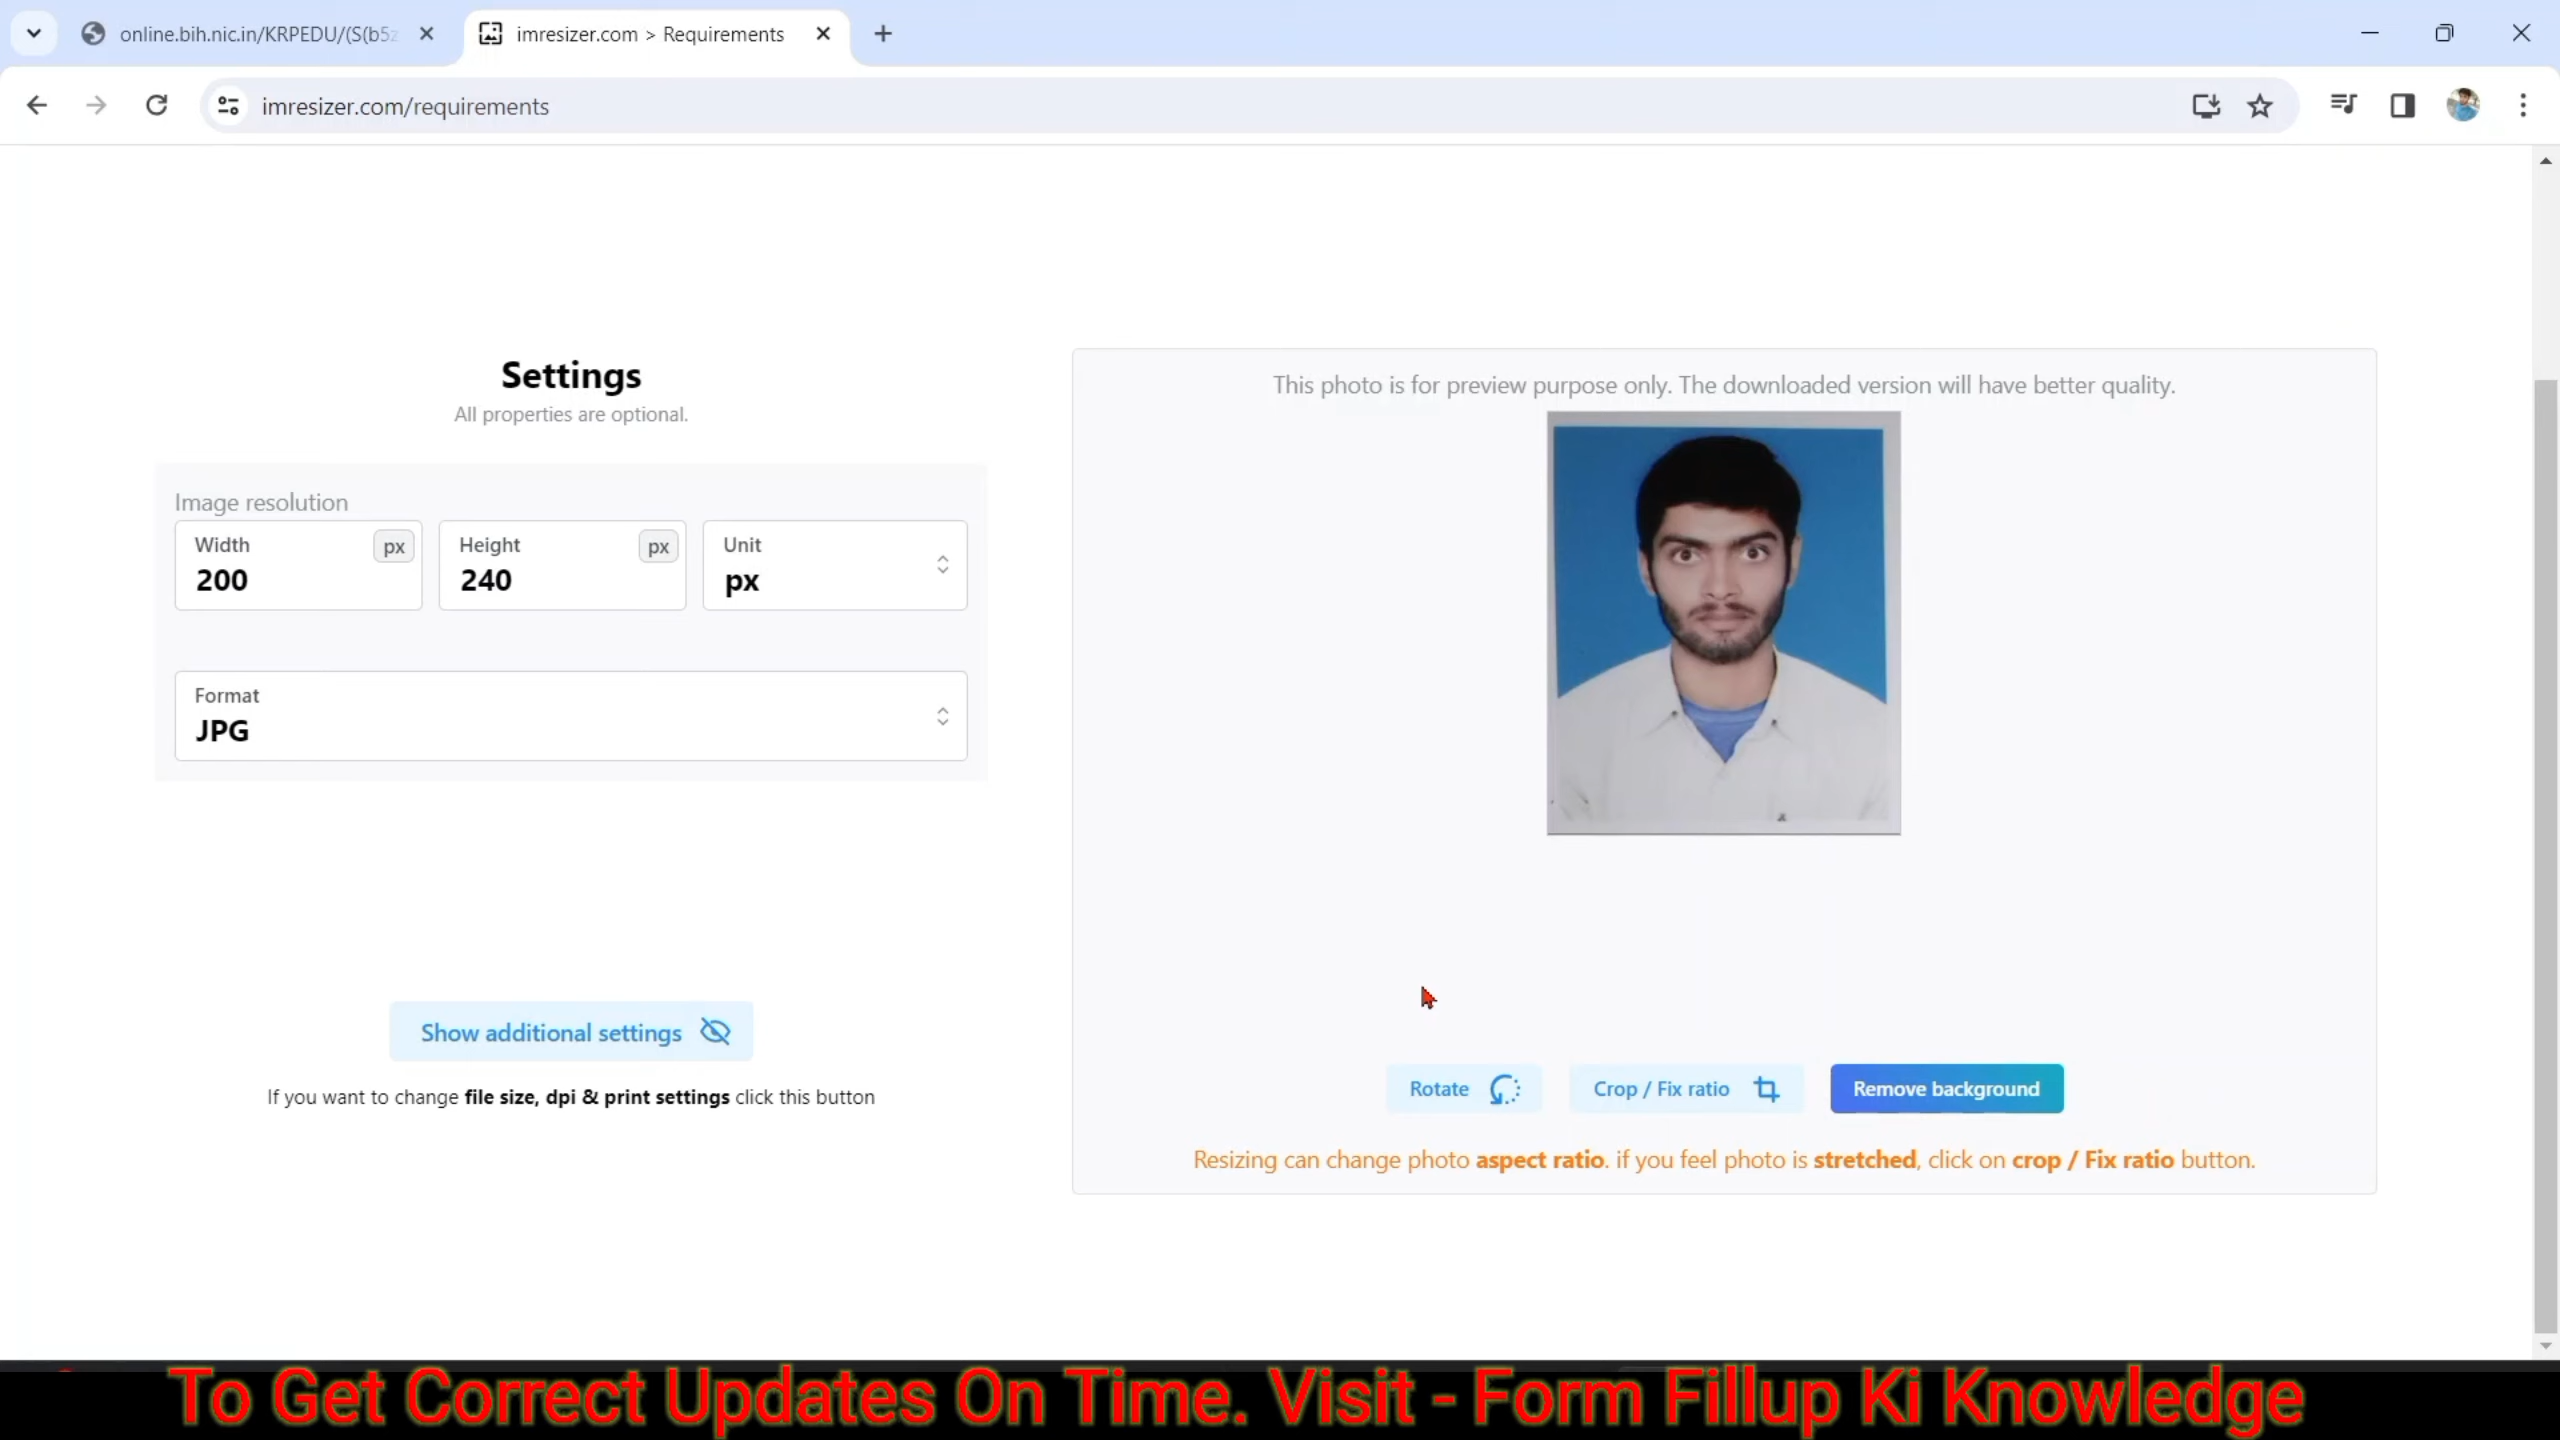 online.bih.nic.in/KRPEDU/(S(b5z
imresizer.com > Requirements
imresizer.com/requirements
Settings
All properties are optional.
Image resolution
Width
px
200
Height
px
240
Unit
px
Format
JPG
Show additional settings
If you want to change file size, dpi & print settings click this button
This photo is for preview purpose only. The downloaded version will have better quality.
Rotate
Crop / Fix ratio
Remove background
Resizing can change photo aspect ratio. if you feel photo is stretched, click on crop / Fix ratio button.
To Get Correct Updates On Time. Visit - Form Fillup Ki Knowledge